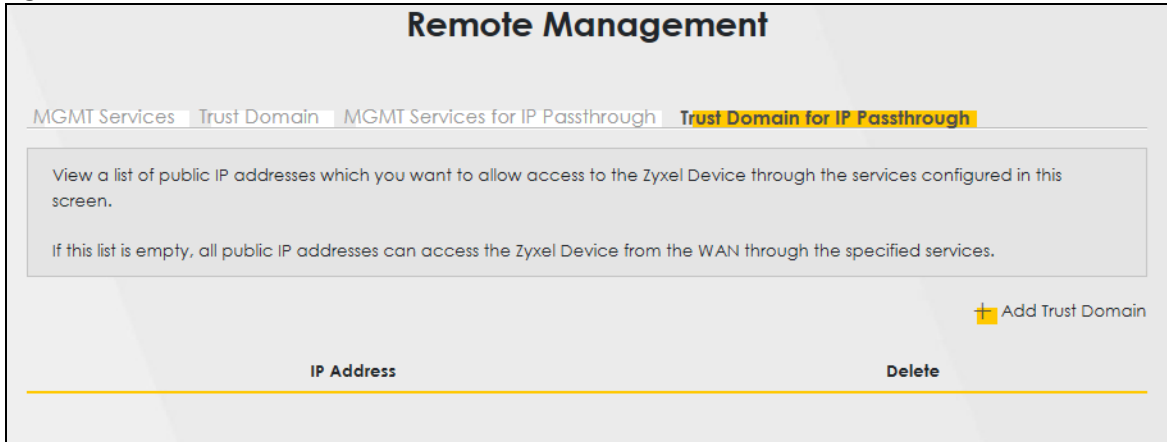 Remote Management
MGMT Services Trust Domain MGMT Services for IP Passthrough Trust Domain for IP Passthrough
View a list of public IP addresses which you want to allow access to the Zyxel Device through the services configured in this
screen.
If this list is empty, all public IP addresses can access the Zyxel Device from the WAN through the specified services.
+ Add Trust Domain
IP Address Delete